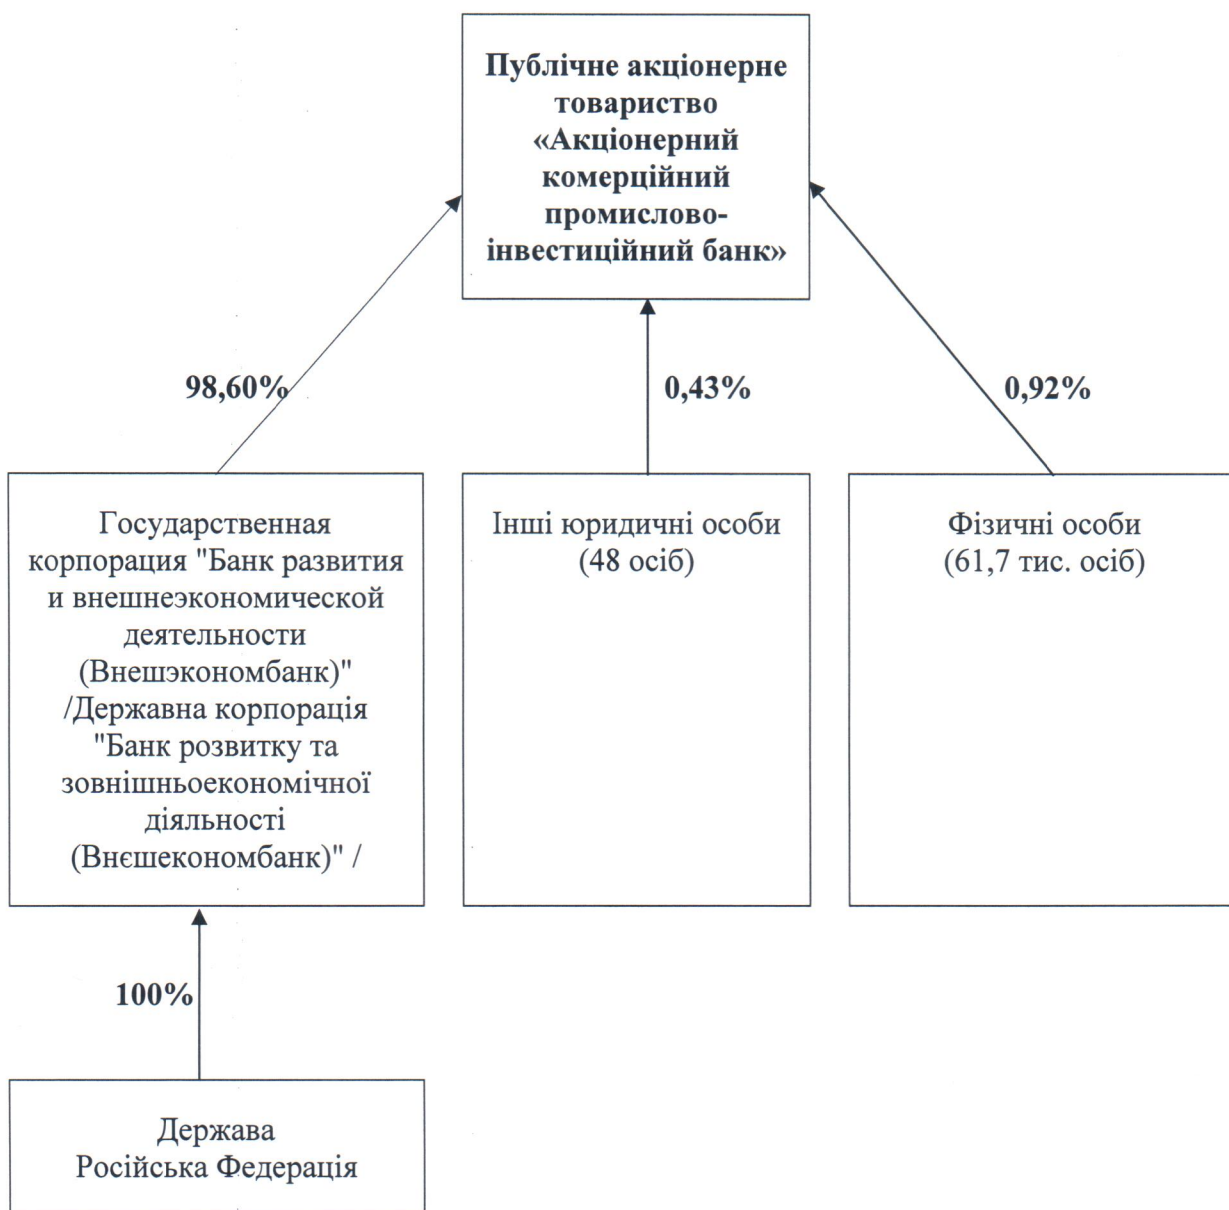 Публічне акціонерне
товариство
«Акціонерний
комерційний
промислово-
інвестиційний банк»
98,60%
0,43%
0,92%
Государственная
корпорация "Банк развития
и внешнеэкономической
деятельности
(Внешэкономбанк)"
/Державна корпорація
"Банк розвитку та
зовнішньоекономічної
діяльності
(Внєшекономбанк)" /
Інші юридичні особи
(48 осіб)
Фізичні особи
(61,7 тис. осіб)
100%
Держава
Російська Федерація